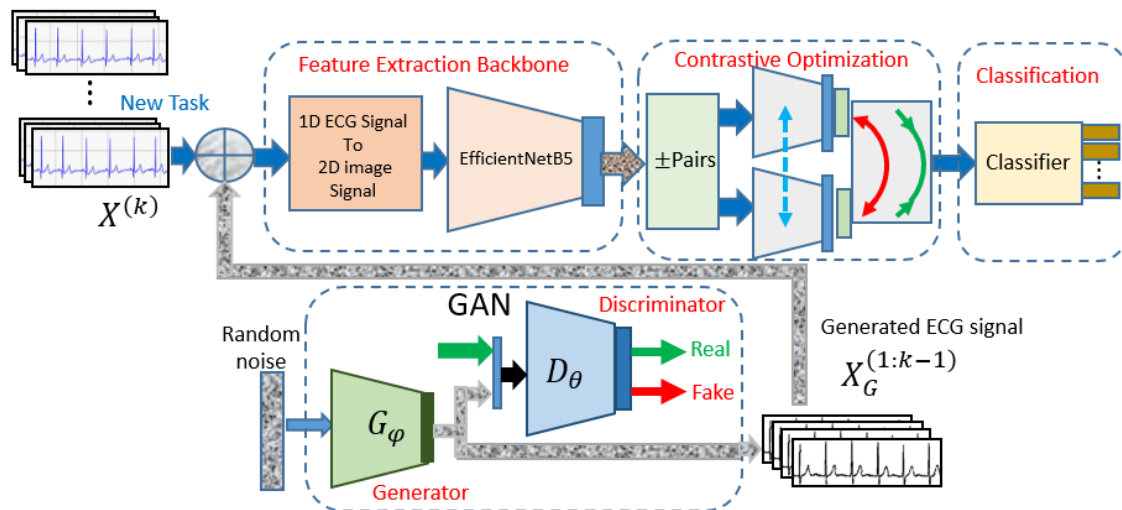 New Task
X^(k)
Feature Extraction Backbone
1D ECG Signal
To
2D image
Signal
EfficientNetB5
Contrastive Optimization
±Pairs
Classification
Classifier
Random
noise
GAN
Discriminator
G_φ
Generator
D_θ
Real
Fake
Generated ECG signal
X_G^(1:k−1)